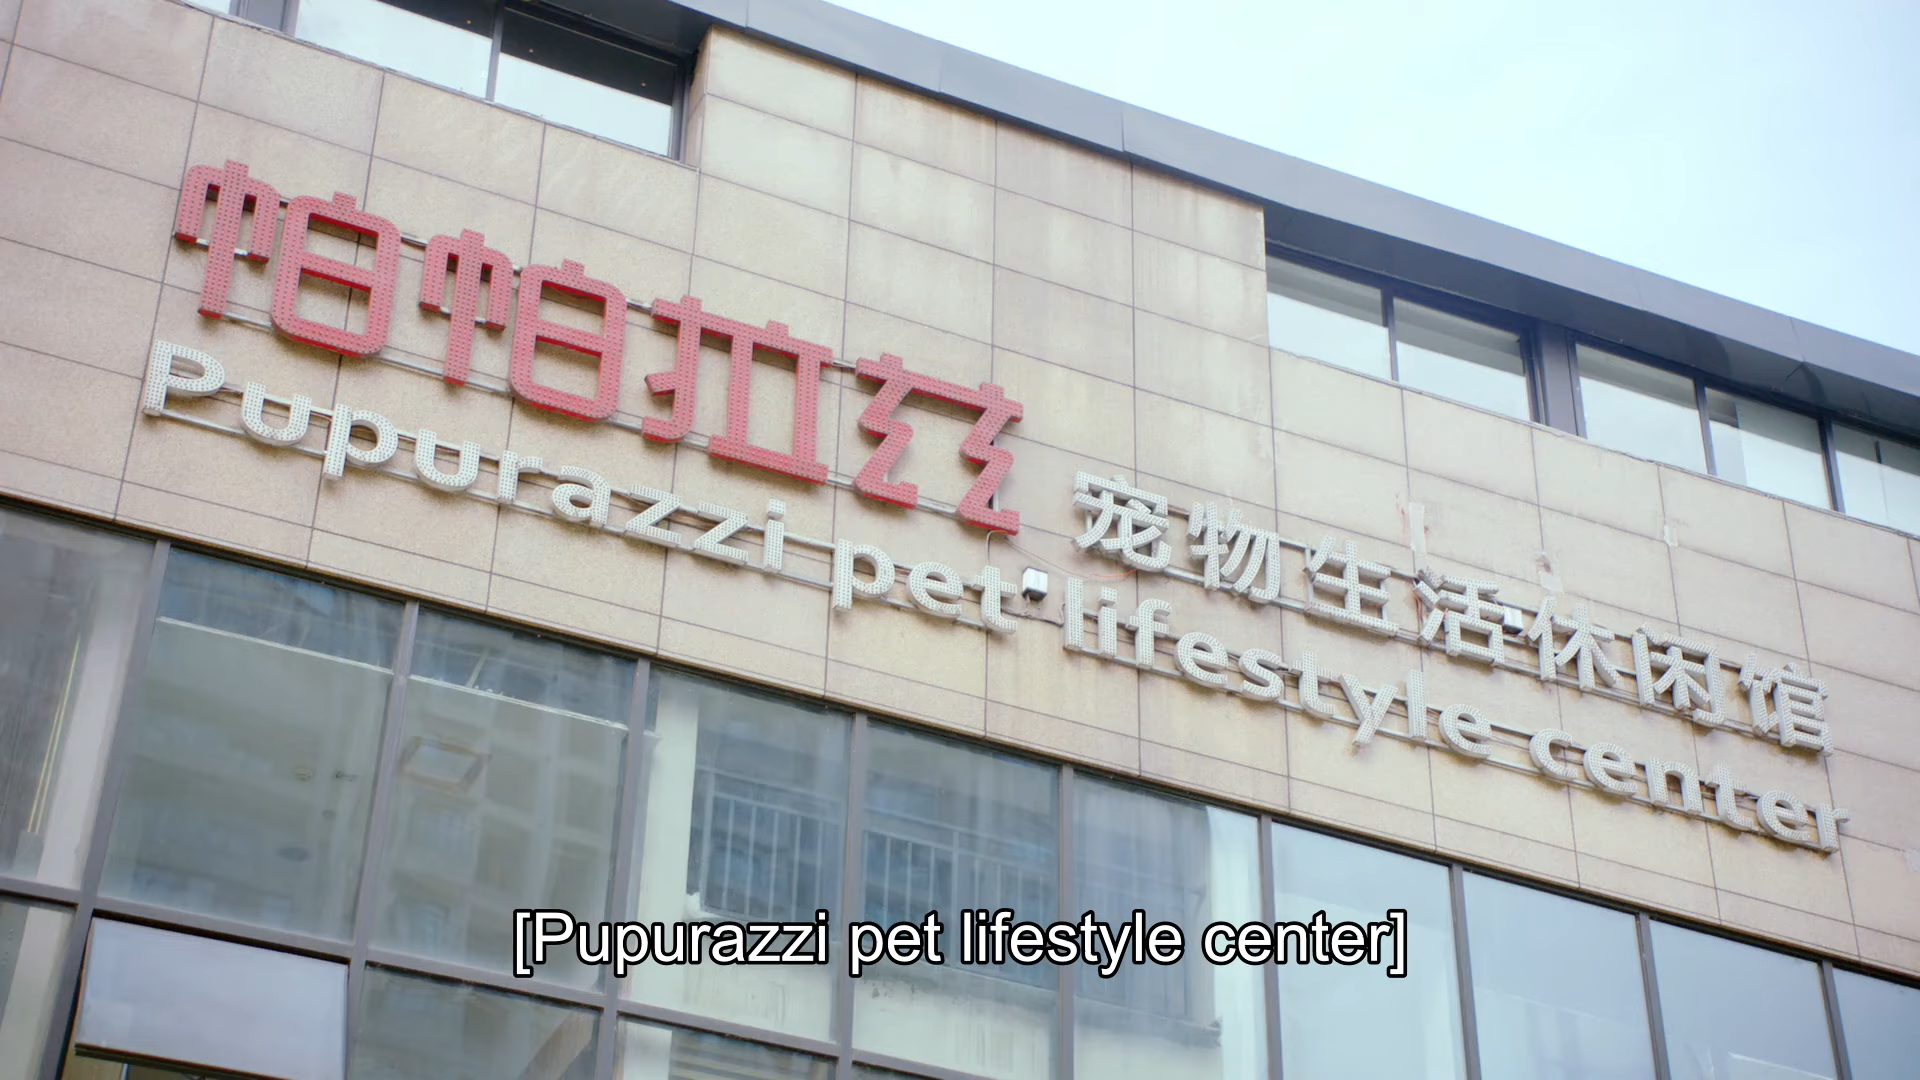 帕帕拉兹 宠物生活休闲馆
Pupurazzi pet lifestyle center
[Pupurazzi pet lifestyle center]